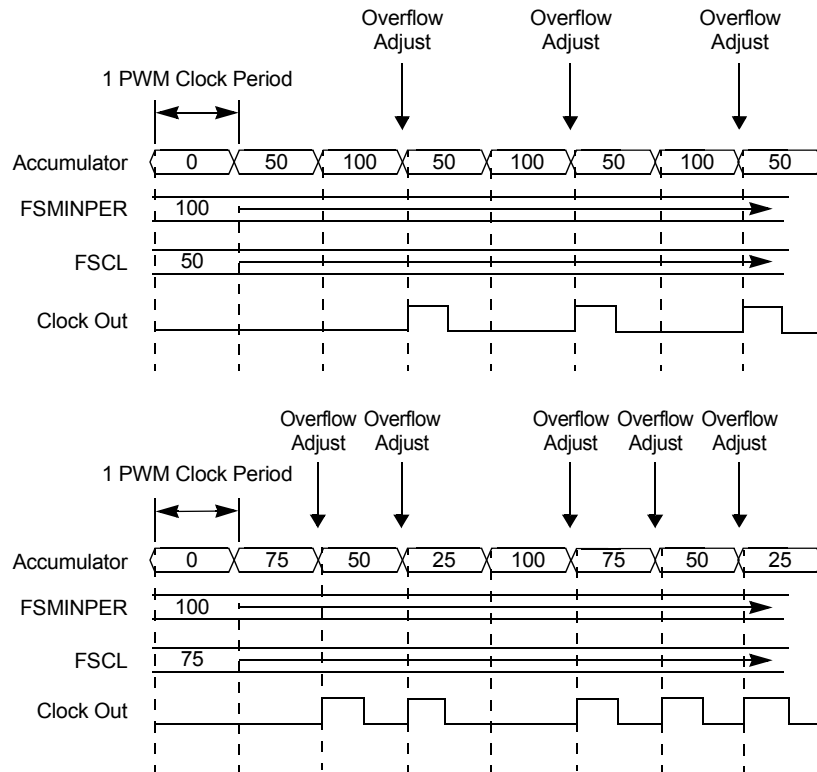 Overflow Adjust Overflow Adjust Overflow Adjust
1 PWM Clock Period
Accumulator 0 50 100 50 100 50 100 50
FSMINPER 100
FSCL 50
Clock Out
Overflow Adjust Overflow Adjust Overflow Adjust Overflow Adjust Overflow Adjust
1 PWM Clock Period
Accumulator 0 75 50 25 100 75 50 25
FSMINPER 100
FSCL 75
Clock Out